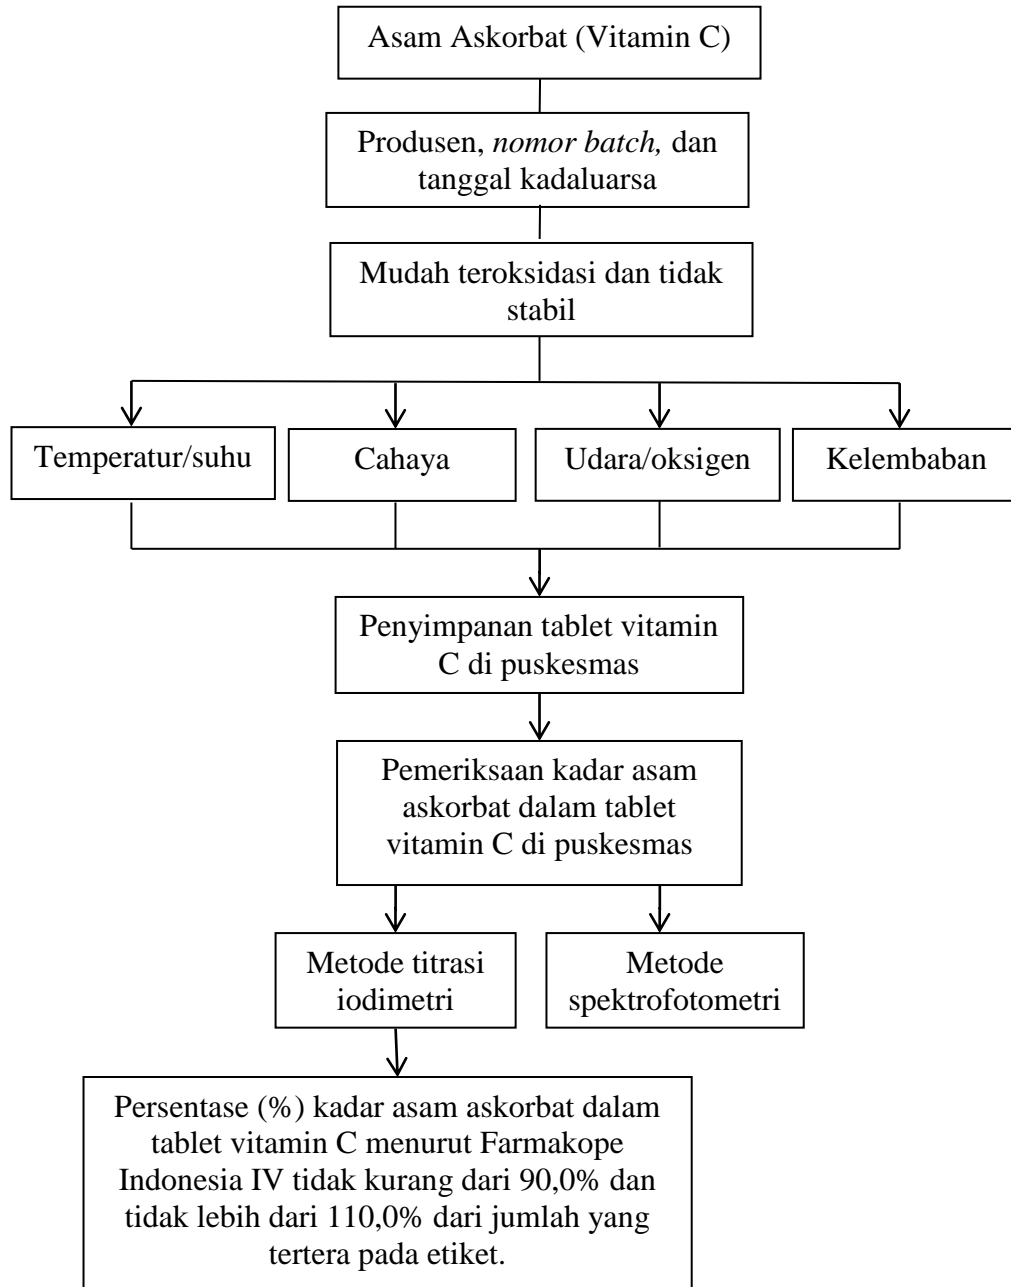 Asam Askorbat (Vitamin C)
Produsen, nomor batch, dan
tanggal kadaluarsa
Mudah teroksidasi dan tidak
stabil
Temperatur/suhu
Cahaya
Udara/oksigen
Kelembaban
Penyimpanan tablet vitamin
C di puskesmas
Pemeriksaan kadar asam
askorbat dalam tablet
vitamin C di puskesmas
Metode titrasi
iodimetri
Metode
spektrofotometri
Persentase (%) kadar asam askorbat dalam
tablet vitamin C menurut Farmakope
Indonesia IV tidak kurang dari 90,0% dan
tidak lebih dari 110,0% dari jumlah yang
tertera pada etiket.